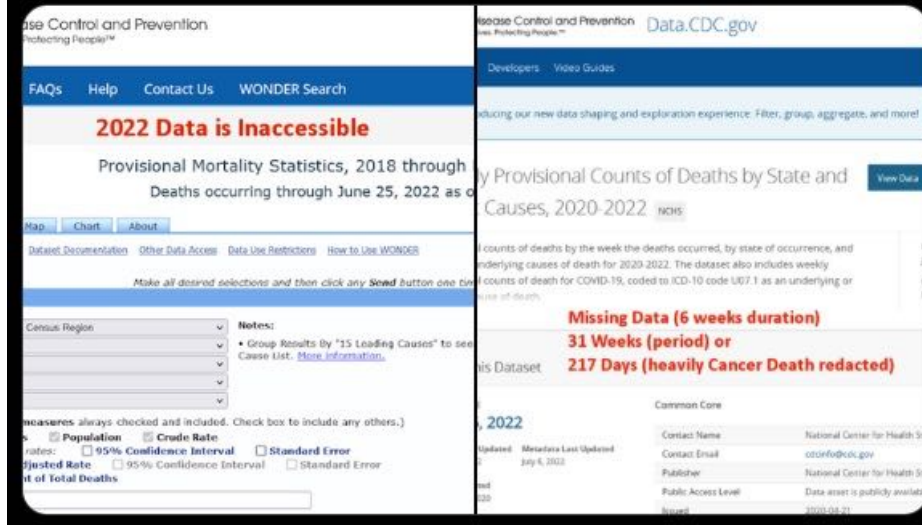 ase Control and Prevention
Protecting People™
FAQs Help Contact Us WONDER Search
2022 Data is Inaccessible
Provisional Mortality Statistics, 2018 through
Deaths occurring through June 25, 2022 as o
Map Chart About
Dataset Documentation Other Data Access Data Use Restrictions How to Use WONDER
Make all desired selections and then click any Send button one tim
Census Region
Notes:
• Group Results By "15 Leading Causes" to see
Cause List. More information.
measures always checked and included. Check box to include any others.)
Population Crude Rate
rates: 95% Confidence Interval Standard Error
djusted Rate 95% Confidence Interval Standard Error
nt of Total Deaths
isease Control and Prevention
ives. Protecting People™
Data.CDC.gov
Developers Video Guides
oducing our new data shaping and exploration experience. Filter, group, aggregate, and more!
ly Provisional Counts of Deaths by State and
Causes, 2020-2022 NCHS
View Data
l counts of deaths by the week the deaths occurred, by state of occurrence, and
nderlying causes of death for 2020-2022. The dataset also includes weekly
l counts of death for COVID-19, coded to ICD-10 code U07.1 as an underlying or
use of death.
Missing Data (6 weeks duration)
31 Weeks (period) or
217 Days (heavily Cancer Death redacted)
his Dataset
, 2022
Updated Metadata Last Updated
July 6, 2022
Common Core
Contact Name National Center for Health S
Contact Email cdcinfo@cdc.gov
Publisher National Center for Health S
Public Access Level Data asset is publicly availab
Issued 2020-04-21